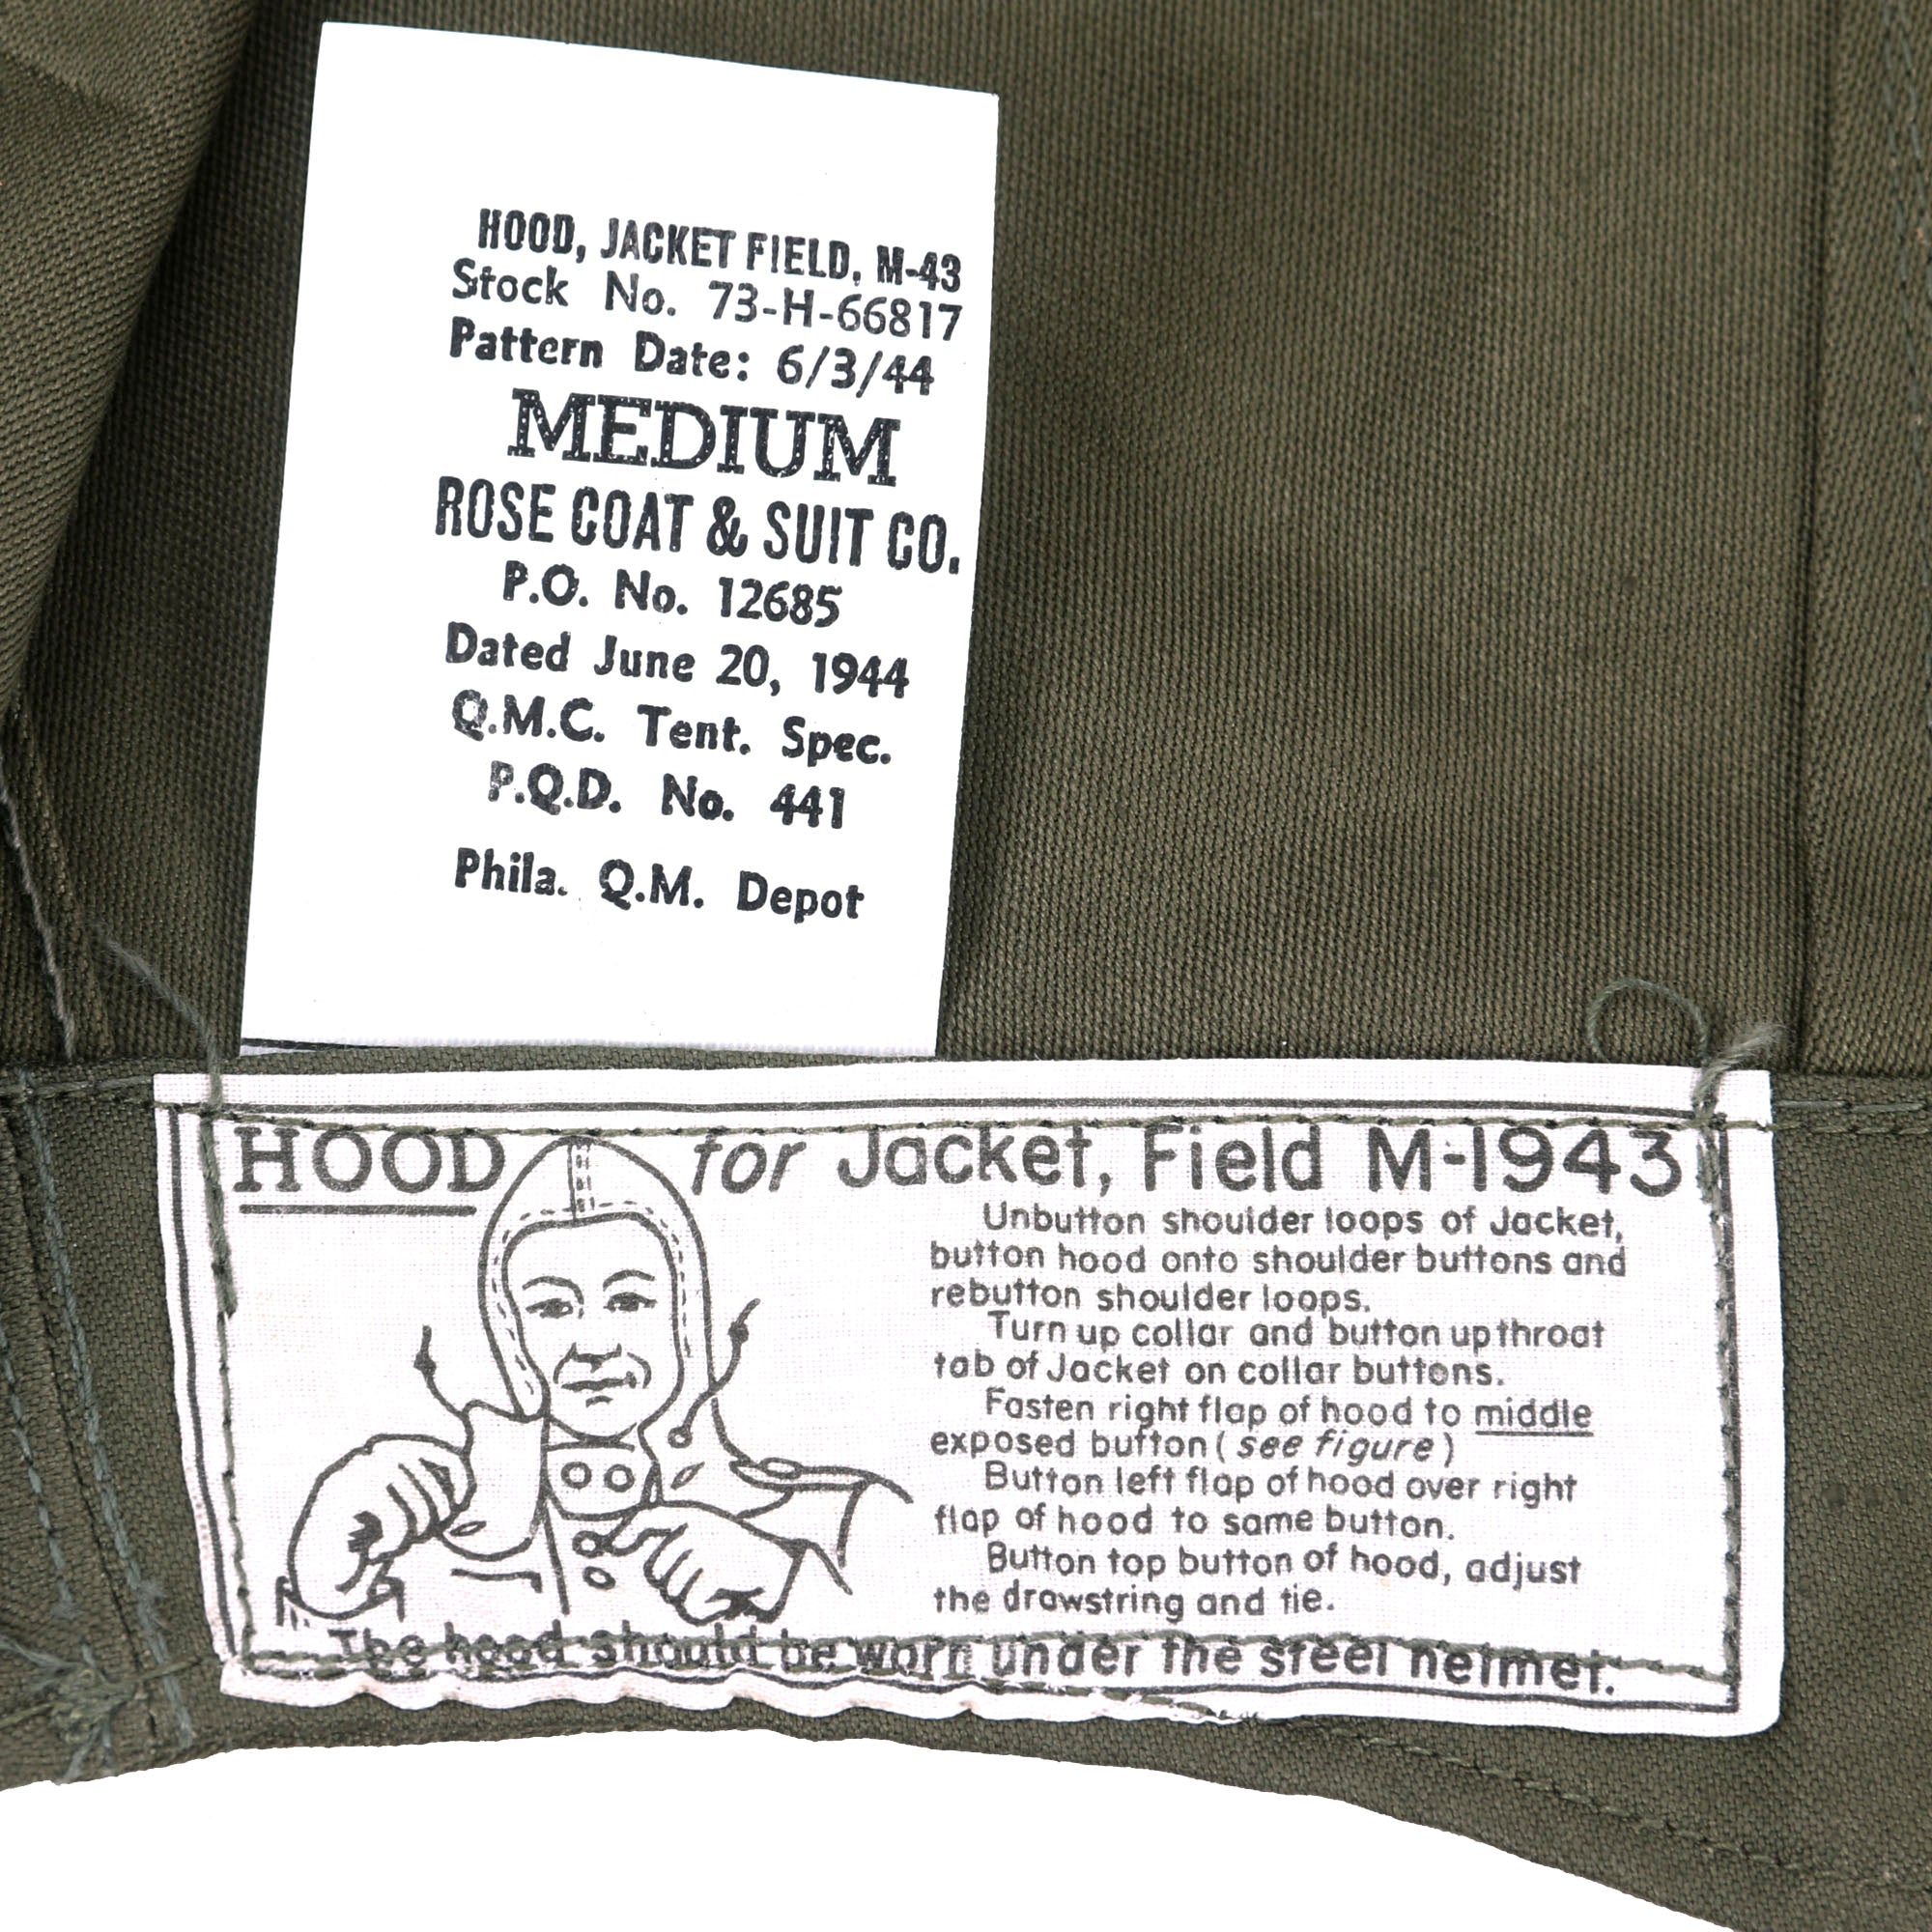 HOOD, JACKET FIELD, M-43
Stock No. 73-H-66817
Pattern Date: 6/3/44
MEDIUM
ROSE COAT & SUIT CO.
P.O. No. 12685
Dated June 20, 1944
Q.M.C. Tent. Spec.
P.Q.D. No. 441
Phila. Q.M. Depot
HOOD for Jacket, Field M-1943
Unbutton shoulder loops of Jacket,
button hood onto shoulder buttons and
rebutton shoulder loops.
Turn up collar and button up throat
tab of Jacket on collar buttons.
Fasten right flap of hood to middle
exposed button (see figure)
Button left flap of hood over right
flap of hood to same button.
Button top button of hood, adjust
the drawstring and tie.
The hood should be worn under the steel helmet.